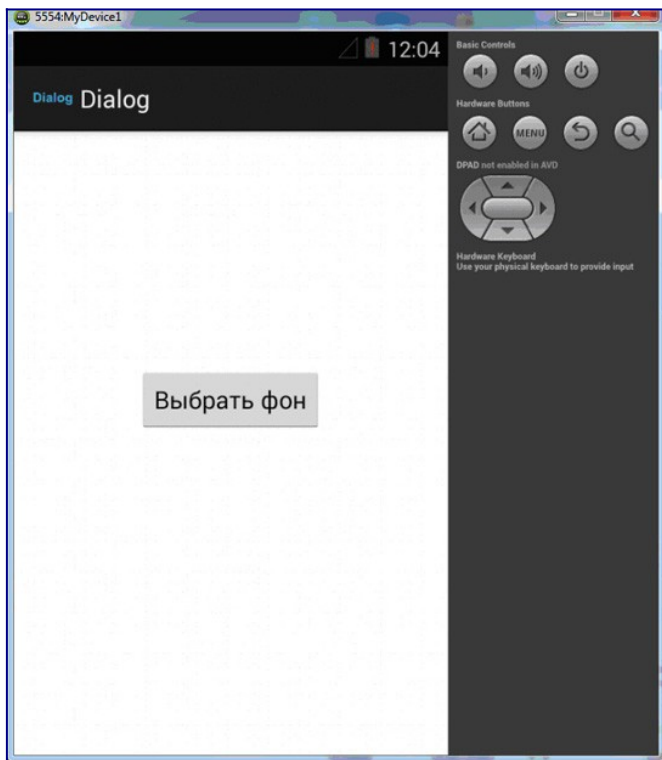 5554:MyDevice1
12:04
Dialog Dialog
Выбрать фон
Basic Controls
Hardware Buttons
MENU
DPAD not enabled in AVD
Hardware Keyboard
Use your physical keyboard to provide input